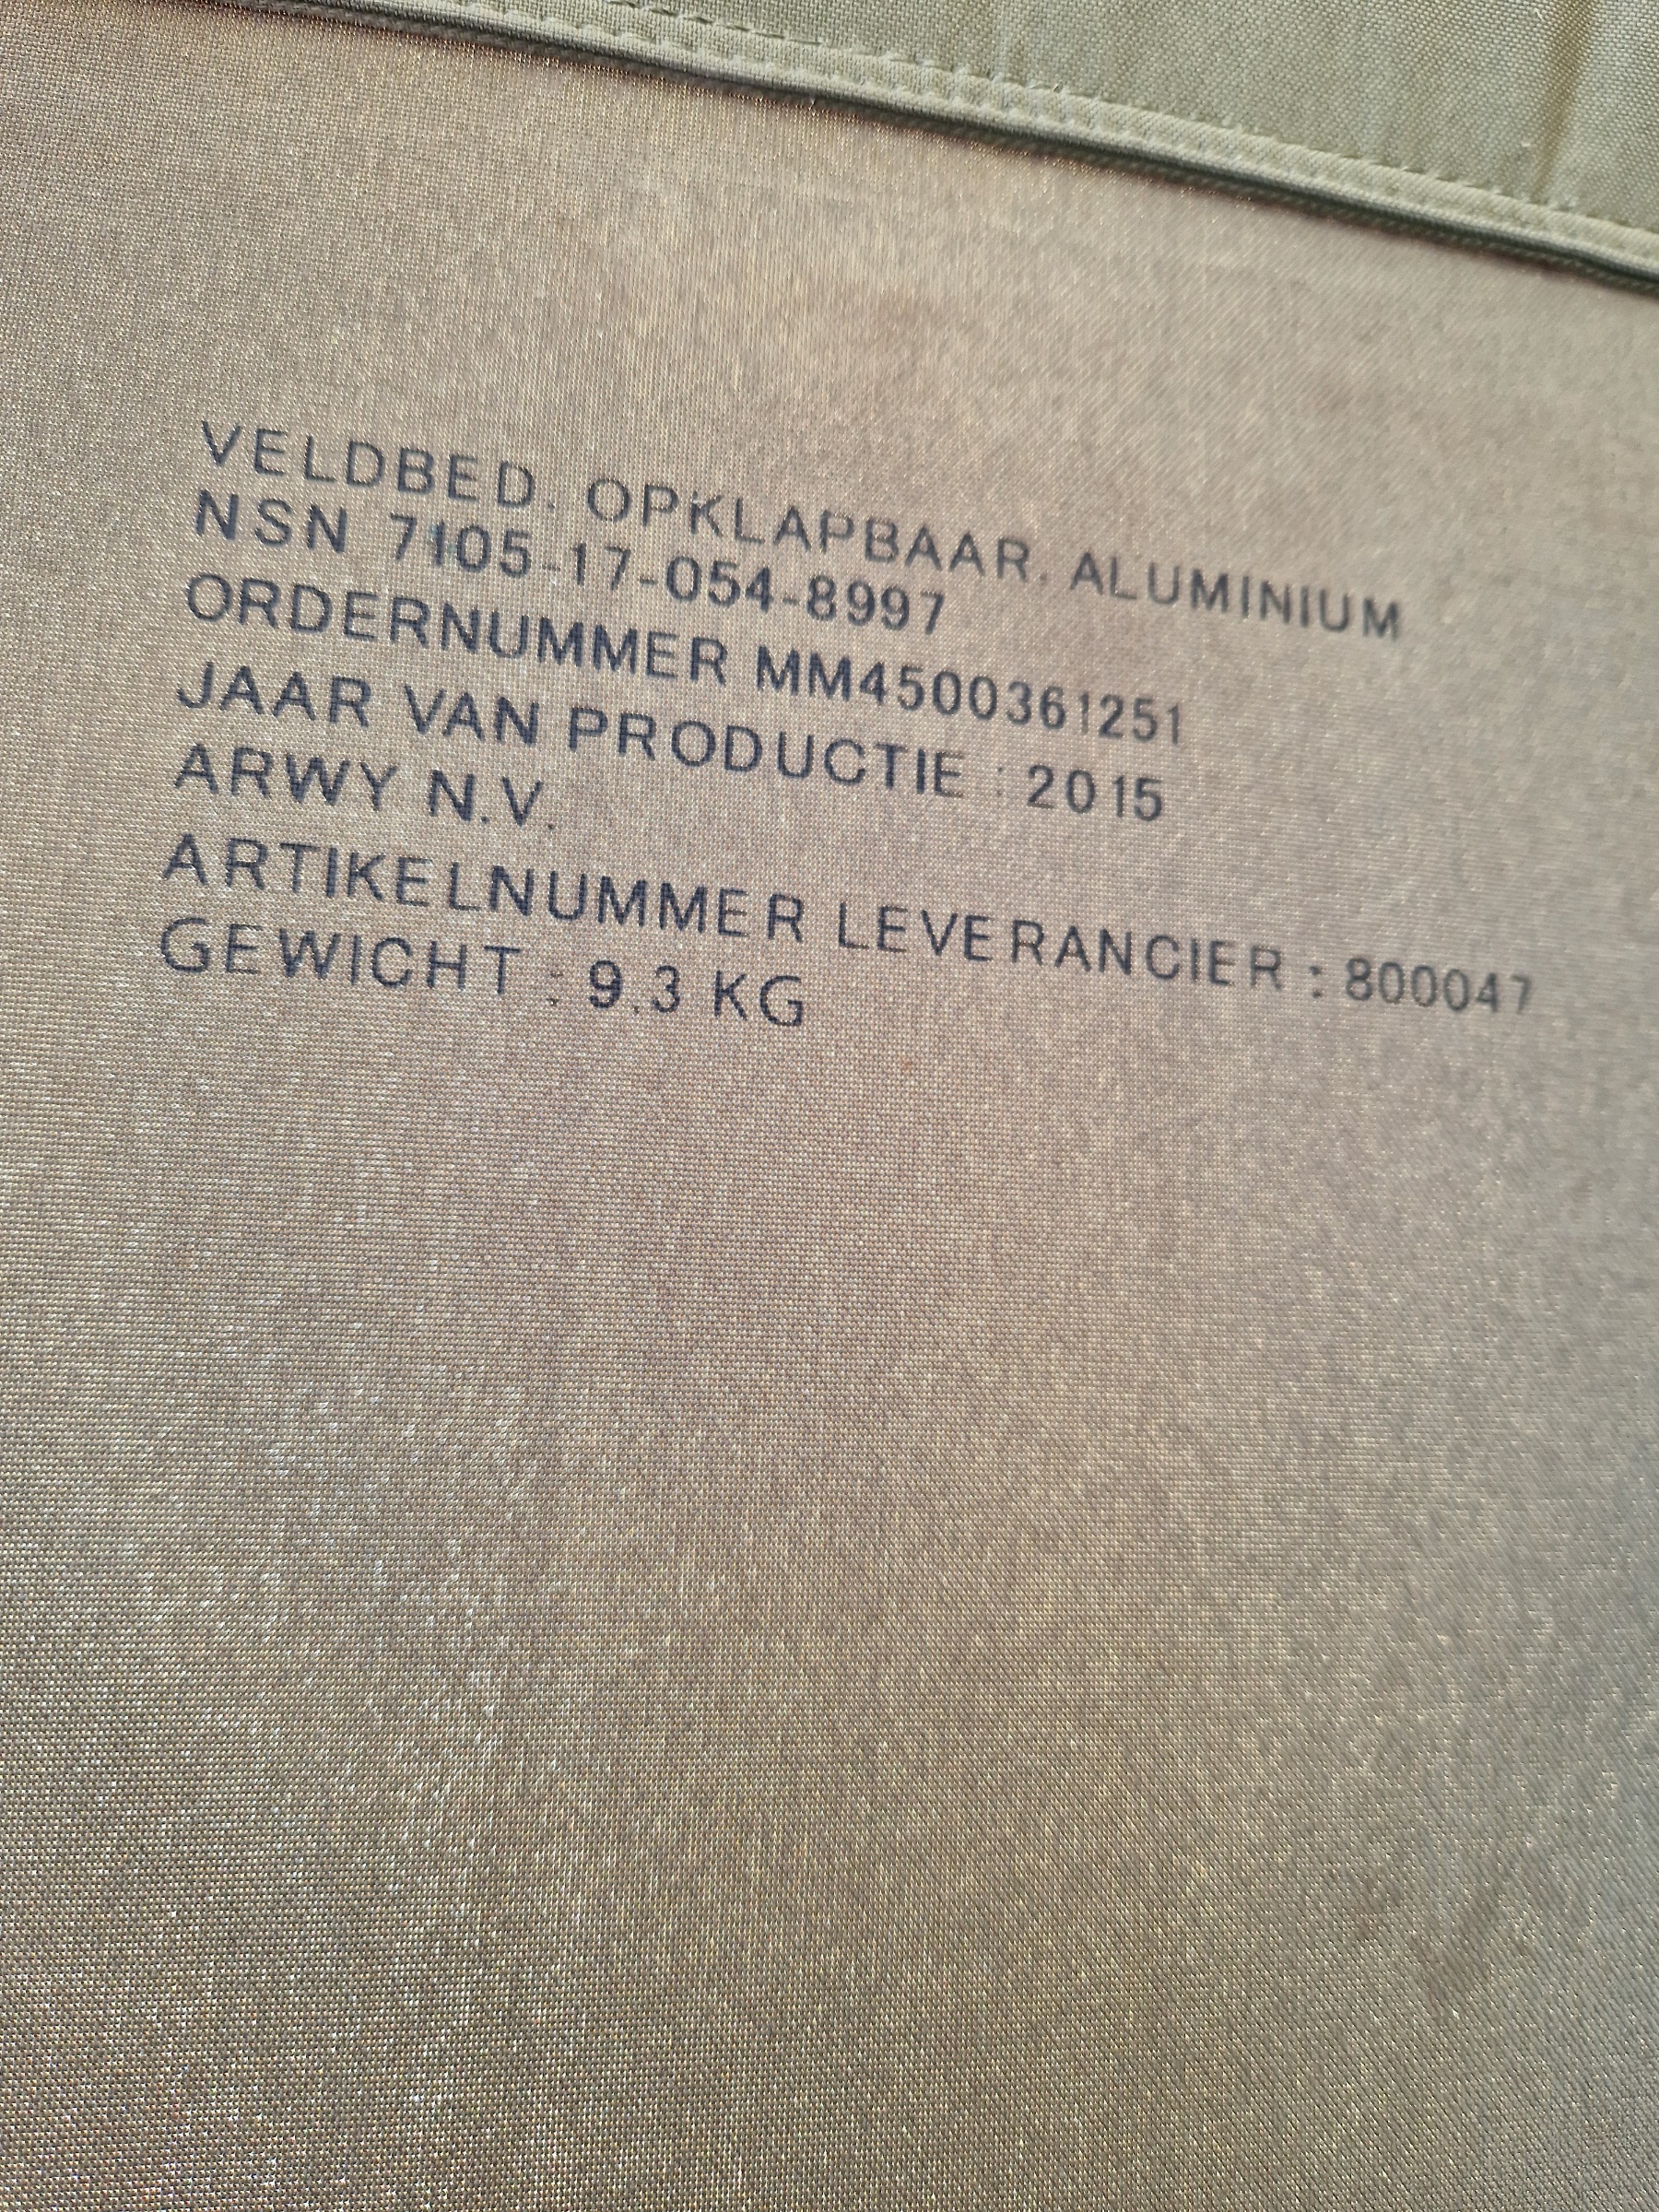 VELDBED. OPKLAPBAAR. ALUMINIUM
NSN 7105-17-054-8997
ORDERNUMMER MM4500361251
JAAR VAN PRODUCTIE : 2015
ARWY N.V.
ARTIKELNUMMER LEVERANCIER : 800047
GEWICHT : 9.3 KG